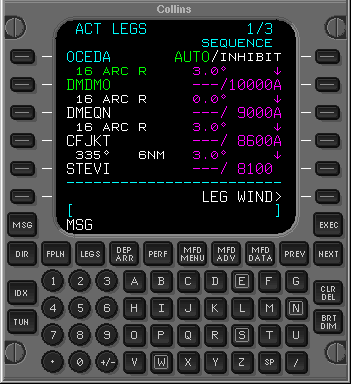 Collins
ACT LEGS 1/3
SEQUENCE
OCEDA AUTO/INHIBIT
16 ARC R 3.0° ↓
DMDMO ---/10000A
16 ARC R 0.0° ↓
DMEQN ---/ 9000A
16 ARC R 3.0° ↓
CFJKT ---/ 8600A
335° 6NM 3.0° ↓
STEVI ---/ 8100
--------------------------------
LEG WIND>
[ ]
MSG
MSG EXEC
DIR FPLN LEGS DEP ARR PERF MFD MENU MFD ADV MFD DATA PREV NEXT
IDX 1 2 3 A B C D E F G CLR DEL
4 5 6 H I J K L M N
TUN 7 8 9 O P Q R S T U BRT DIM
• 0 +/- V W X Y Z SP /